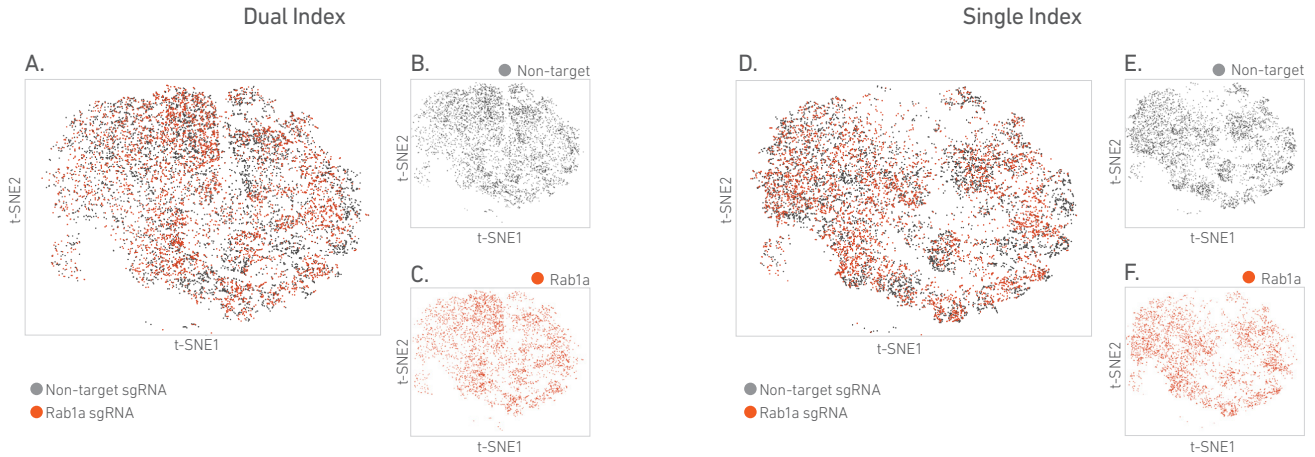 Dual Index
A.
t-SNE2
t-SNE1
Non-target sgRNA
Rab1a sgRNA
B.
Non-target
t-SNE2
t-SNE1
C.
Rab1a
t-SNE2
t-SNE1
Single Index
D.
t-SNE2
t-SNE1
Non-target sgRNA
Rab1a sgRNA
E.
Non-target
t-SNE2
t-SNE1
F.
Rab1a
t-SNE2
t-SNE1